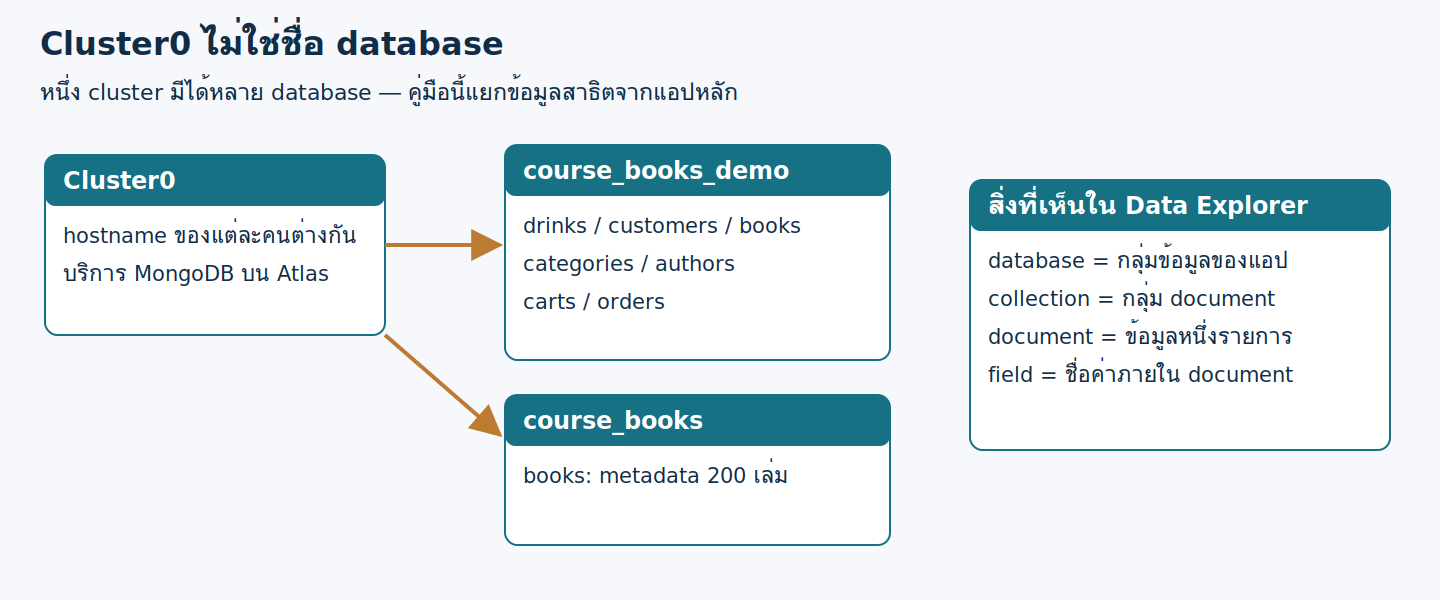 Cluster0 ไม่ใช่ชื่อ database
หนึ่ง cluster มีได้หลาย database — คู่มือนี้แยกข้อมูลสาธิตจากแอปหลัก
Cluster0
hostname ของแต่ละคนต่างกัน
บริการ MongoDB บน Atlas
course_books_demo
drinks / customers / books
categories / authors
carts / orders
course_books
books: metadata 200 เล่ม
สิ่งที่เห็นใน Data Explorer
database = กลุ่มข้อมูลของแอป
collection = กลุ่ม document
document = ข้อมูลหนึ่งรายการ
field = ชื่อค่าภายใน document